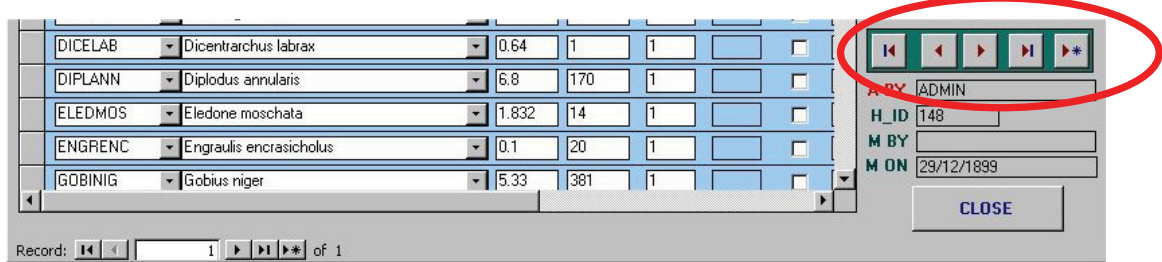 DICELAB Dicentrarchus labrax 0.64 1 1
DIPLANN Diplodus annularis 6.8 170 1
ELEDMOS Eledone moschata 1.832 14 1
ENGRENC Engraulis encrasicholus 0.1 20 1
GOBINIG Gobius niger 5.33 381 1
A BY ADMIN
H_ID 148
M BY
M ON 29/12/1899
CLOSE
Record: 1 of 1